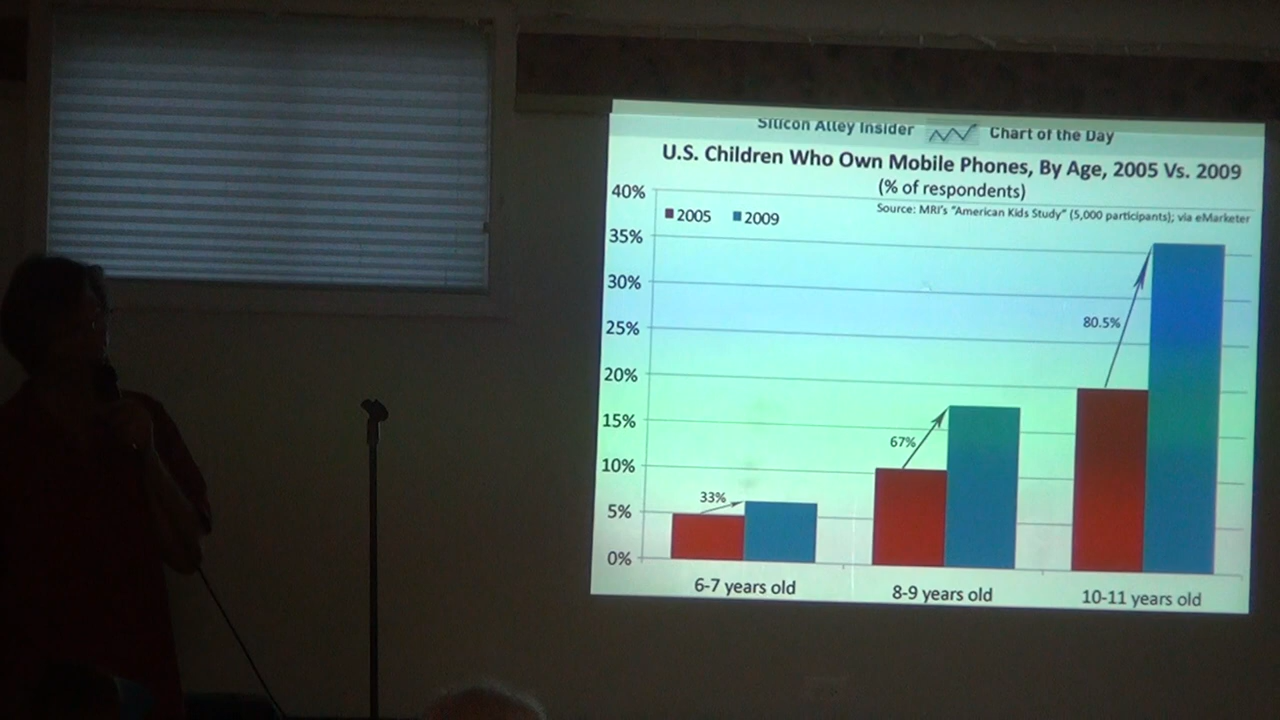 Silicon Alley Insider Chart of the Day
U.S. Children Who Own Mobile Phones, By Age, 2005 Vs. 2009
(% of respondents)
Source: MRI's "American Kids Study" (5,000 participants); via eMarketer
2005 2009
40%
35%
30%
25%
20%
15%
10%
5%
0%
33%
67%
80.5%
6-7 years old
8-9 years old
10-11 years old